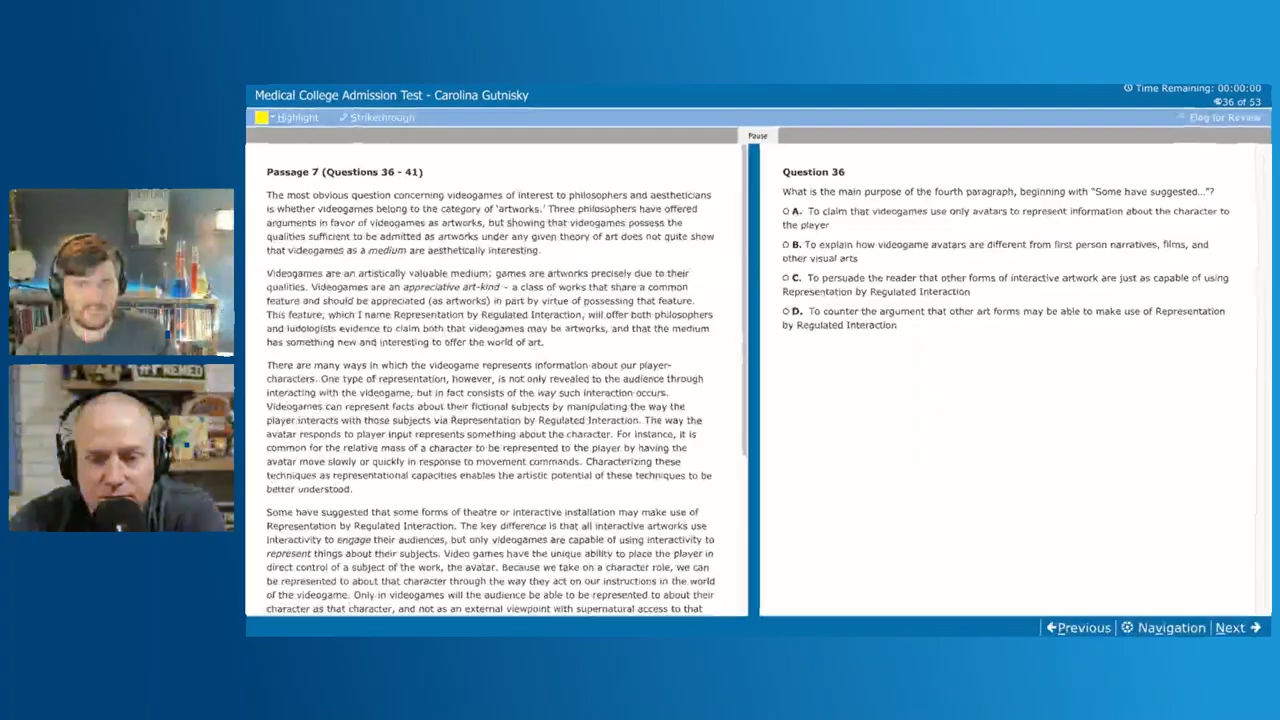 Medical College Admission Test - Carolina Gutnisky
Time Remaining: 00:00:00
36 of 53
Highlight
Strikethrough
Flag for Review
Pause
Passage 7 (Questions 36 - 41)
The most obvious question concerning videogames of interest to philosophers and aestheticians
is whether videogames belong to the category of 'artworks.' Three philosophers have offered
arguments in favor of videogames as artworks, but showing that videogames possess the
qualities sufficient to be admitted as artworks under any given theory of art does not quite show
that videogames as a medium are aesthetically interesting.
Videogames are an artistically valuable medium; games are artworks precisely due to their
qualities. Videogames are an appreciative art-kind - a class of works that share a common
feature and should be appreciated (as artworks) in part by virtue of possessing that feature.
This feature, which I name Representation by Regulated Interaction, will offer both philosophers
and ludologists evidence to claim both that videogames may be artworks, and that the medium
has something new and interesting to offer the world of art.
There are many ways in which the videogame represents information about our player-
characters. One type of representation, however, is not only revealed to the audience through
interacting with the videogame, but in fact consists of the way such interaction occurs.
Videogames can represent facts about their fictional subjects by manipulating the way the
player interacts with those subjects via Representation by Regulated Interaction. The way the
avatar responds to player input represents something about the character. For instance, it is
common for the relative mass of a character to be represented to the player by having the
avatar move slowly or quickly in response to movement commands. Characterizing these
techniques as representational capacities enables the artistic potential of these techniques to be
better understood.
Some have suggested that some forms of theatre or interactive installation may make use of
Representation by Regulated Interaction. The key difference is that all interactive artworks use
interactivity to engage their audiences, but only videogames are capable of using interactivity to
represent things about their subjects. Video games have the unique ability to place the player in
direct control of a subject of the work, the avatar. Because we take on a character role, we can
be represented to about that character through the way they act on our instructions in the world
of the videogame. Only in videogames will the audience be able to be represented to about their
character as that character, and not as an external viewpoint with supernatural access to that
Question 36
What is the main purpose of the fourth paragraph, beginning with "Some have suggested..."?
A. To claim that videogames use only avatars to represent information about the character to
the player
B. To explain how videogame avatars are different from first person narratives, films, and
other visual arts
C. To persuade the reader that other forms of interactive artwork are just as capable of using
Representation by Regulated Interaction
D. To counter the argument that other art forms may be able to make use of Representation
by Regulated Interaction
Previous
Navigation
Next